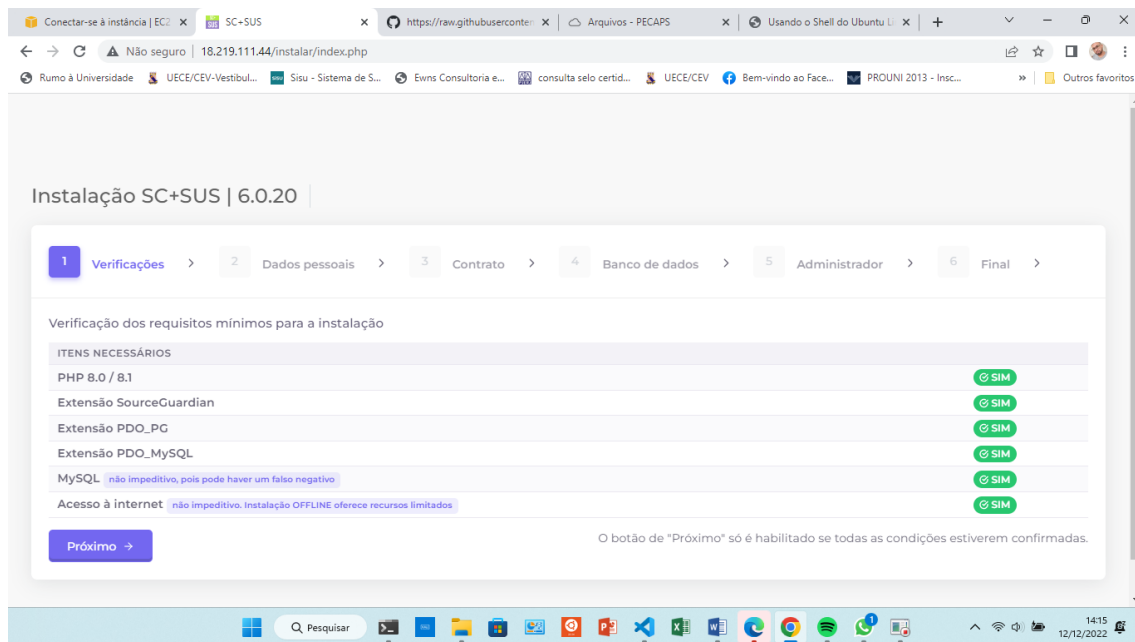 Conectar-se à instância | EC2
SC+SUS
https://raw.githubuserconten
Arquivos - PECAPS
Usando o Shell do Ubuntu Li
Não seguro | 18.219.111.44/instalar/index.php
Rumo à Universidade
UECE/CEV-Vestibul...
Sisu - Sistema de S...
Ewns Consultoria e...
consulta selo certid...
UECE/CEV
Bem-vindo ao Face...
PROUNI 2013 - Insc...
»
Outros favoritos
Instalação SC+SUS | 6.0.20
1 Verificações > 2 Dados pessoais > 3 Contrato > 4 Banco de dados > 5 Administrador > 6 Final >
Verificação dos requisitos mínimos para a instalação
ITENS NECESSÁRIOS
PHP 8.0 / 8.1 SIM
Extensão SourceGuardian SIM
Extensão PDO_PG SIM
Extensão PDO_MySQL SIM
MySQL não impeditivo, pois pode haver um falso negativo SIM
Acesso à internet não impeditivo. Instalação OFFLINE oferece recursos limitados SIM
Próximo →
O botão de "Próximo" só é habilitado se todas as condições estiverem confirmadas.
Pesquisar
14:15
12/12/2022